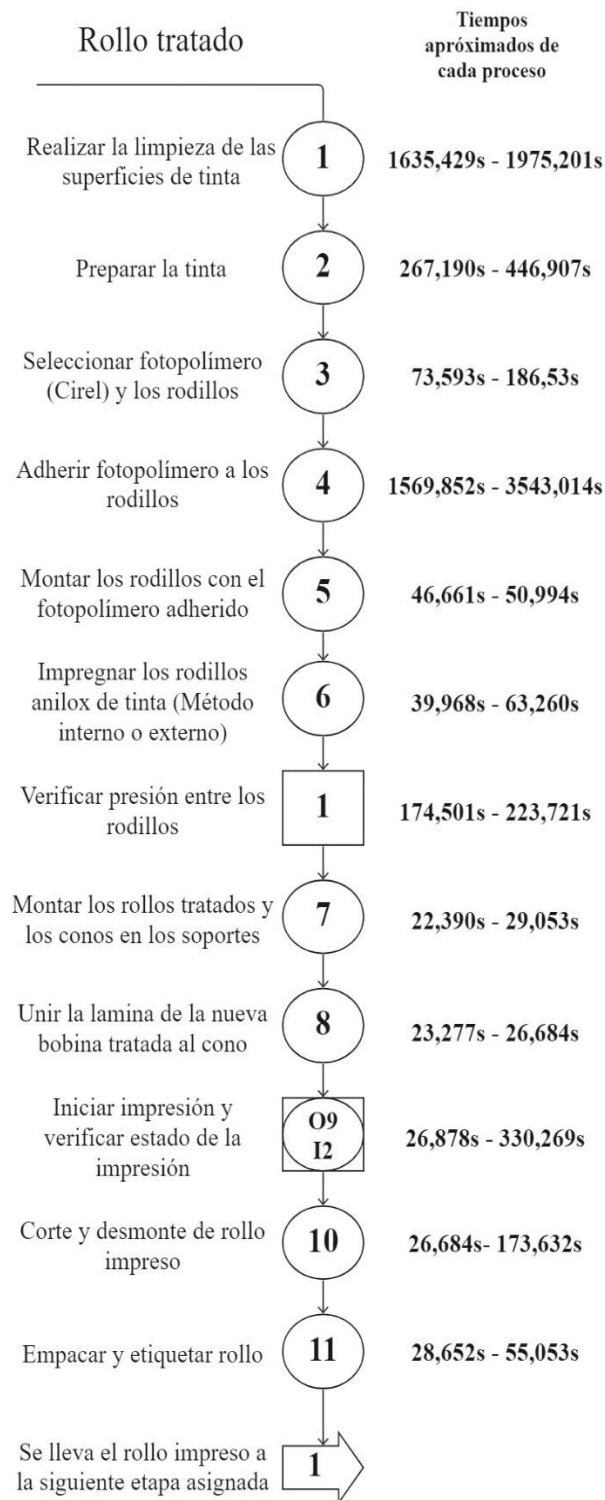 Rollo tratado
Tiempos
apróximados de
cada proceso
Realizar la limpieza de las
superficies de tinta
1
1635,429s - 1975,201s
Preparar la tinta
2
267,190s - 446,907s
Seleccionar fotopolímero
(Cirel) y los rodillos
3
73,593s - 186,53s
Adherir fotopolímero a los
rodillos
4
1569,852s - 3543,014s
Montar los rodillos con el
fotopolímero adherido
5
46,661s - 50,994s
Impregnar los rodillos
anilox de tinta (Método
interno o externo)
6
39,968s - 63,260s
Verificar presión entre los
rodillos
1
174,501s - 223,721s
Montar los rollos tratados y
los conos en los soportes
7
22,390s - 29,053s
Unir la lamina de la nueva
bobina tratada al cono
8
23,277s - 26,684s
Iniciar impresión y
verificar estado de la
impresión
O9
I2
26,878s - 330,269s
Corte y desmonte de rollo
impreso
10
26,684s- 173,632s
Empacar y etiquetar rollo
11
28,652s - 55,053s
Se lleva el rollo impreso a
la siguiente etapa asignada
1